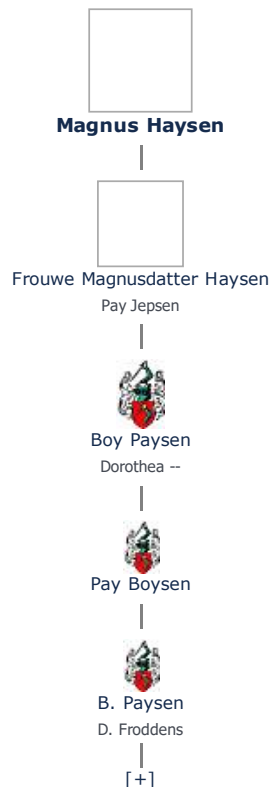 Magnus Haysen
Frouwe Magnusdatter Haysen
Pay Jepsen
Boy Paysen
Dorothea --
Pay Boysen
B. Paysen
D. Froddens
[+]